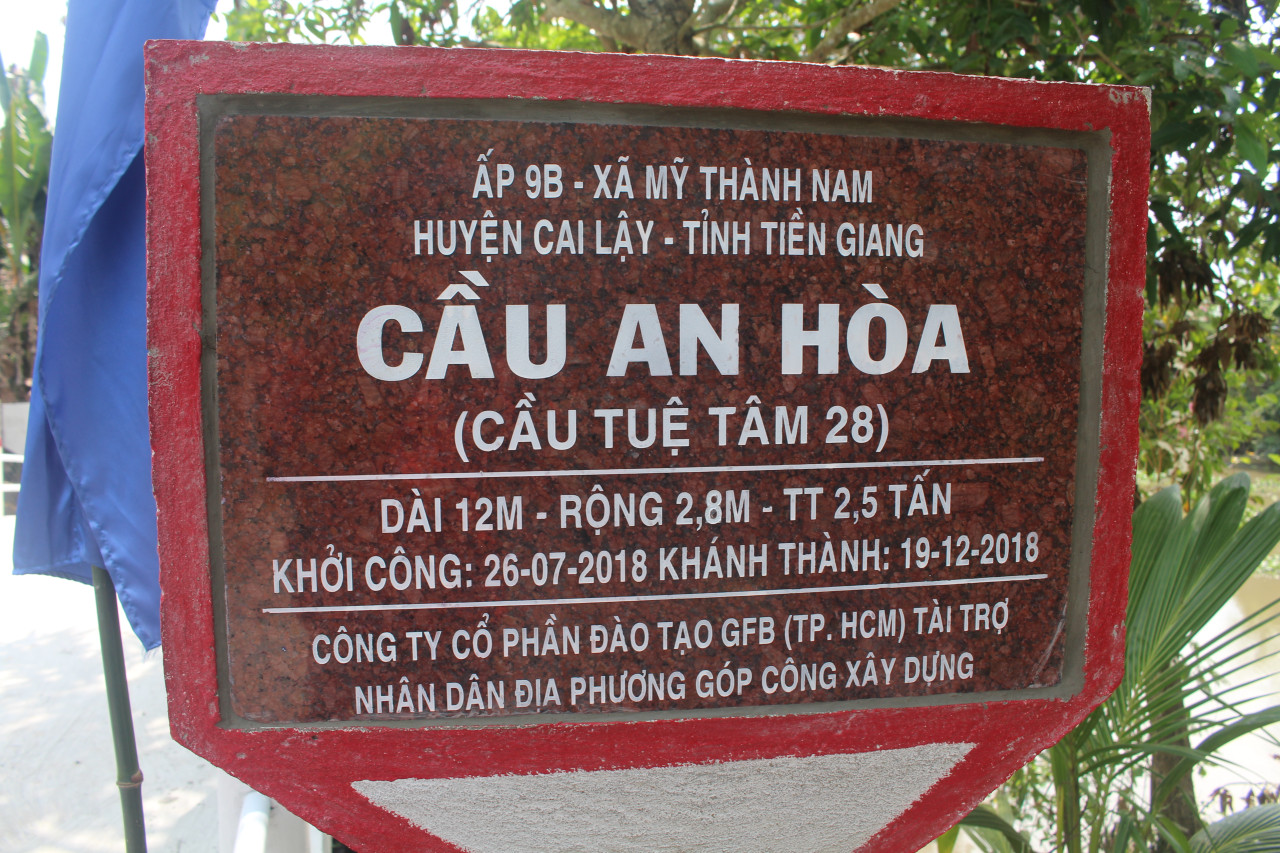 ẤP 9B - XÃ MỸ THÀNH NAM
HUYỆN CAI LẬY - TỈNH TIỀN GIANG
CẦU AN HÒA
(CẦU TUỆ TÂM 28)
DÀI 12M - RỘNG 2,8M - TT 2,5 TẤN
KHỞI CÔNG: 26-07-2018 KHÁNH THÀNH: 19-12-2018
CÔNG TY CỔ PHẦN ĐÀO TẠO GFB (TP. HCM) TÀI TRỢ
NHÂN DÂN ĐỊA PHƯƠNG GÓP CÔNG XÂY DỰNG